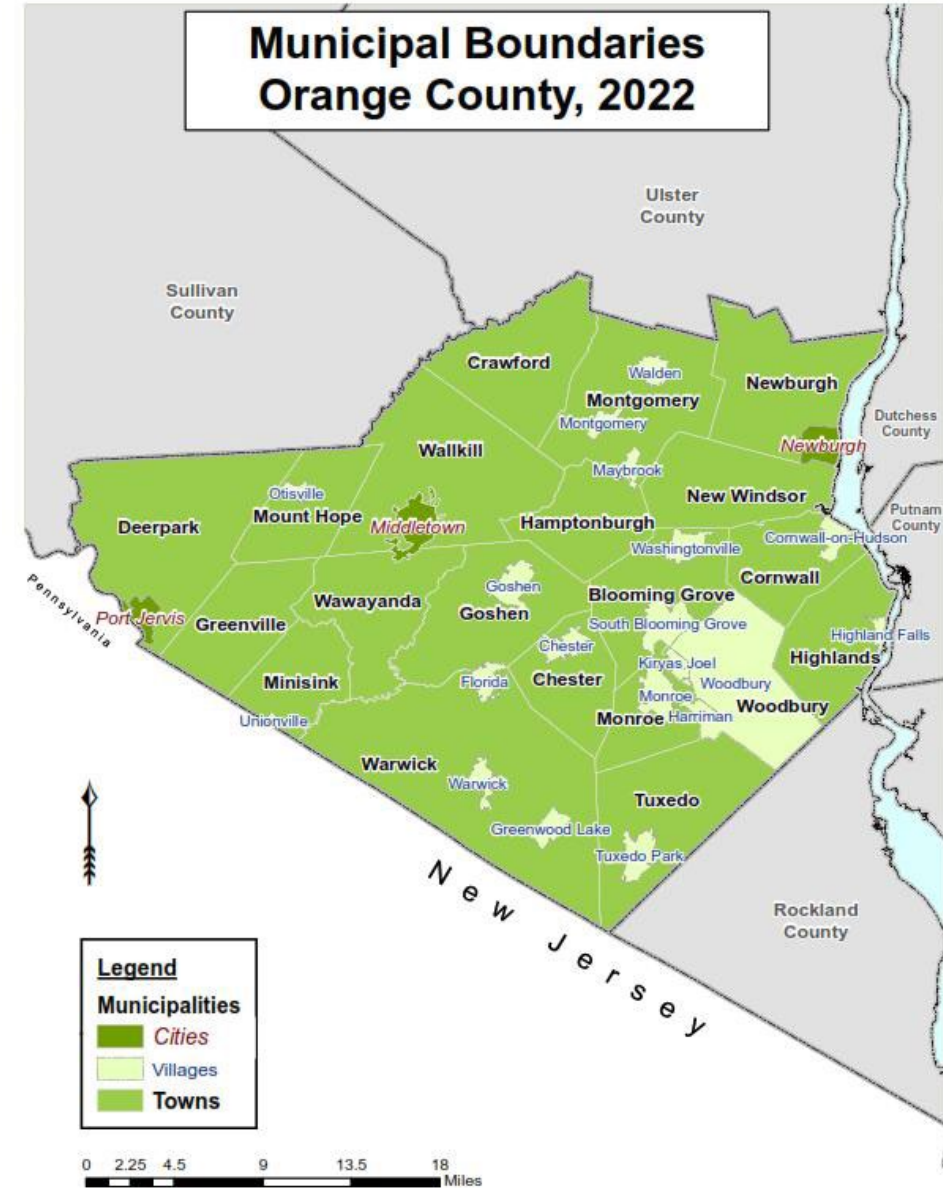 Municipal Boundaries
Orange County, 2022
Ulster
County
Sullivan
County
Crawford
Walden
Newburgh
Montgomery
Montgomery
Dutchess
County
Newburgh
Wallkill
Maybrook
Otisville
New Windsor
Putnam
County
Mount Hope
Middletown
Hamptonburgh
Deerpark
Cornwall-on-Hudson
Washingtonville
Cornwall
Pennsylvania
Goshen
Blooming Grove
Wawayanda
Goshen
Port Jervis
Greenville
South Blooming Grove
Highland Falls
Chester
Highlands
Kiryas Joel
Minisink
Florida
Chester
Woodbury
Monroe
Woodbury
Unionville
Monroe
Harriman
Warwick
Warwick
Tuxedo
Greenwood Lake
Tuxedo Park
New Jersey
Rockland
County
Legend
Municipalities
Cities
Villages
Towns
0 2.25 4.5 9 13.5 18
Miles